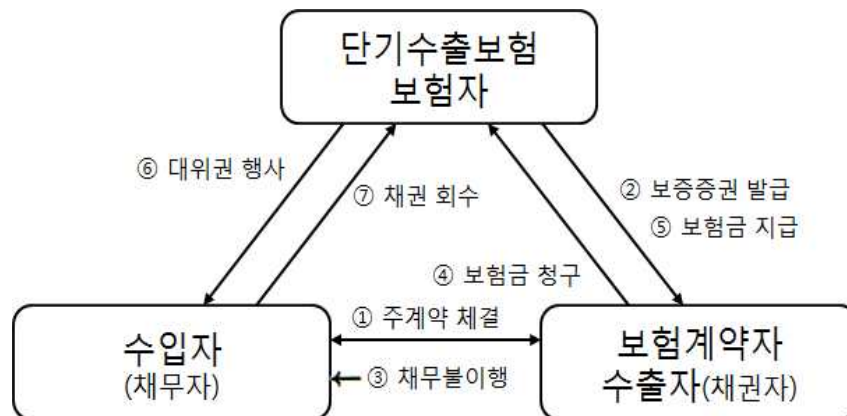 단기수출보험
보험자
⑥ 대위권 행사
⑦ 채권 회수
② 보증증권 발급
⑤ 보험금 지급
④ 보험금 청구
① 주계약 체결
수입자
(채무자)
보험계약자
수출자(채권자)
③ 채무불이행